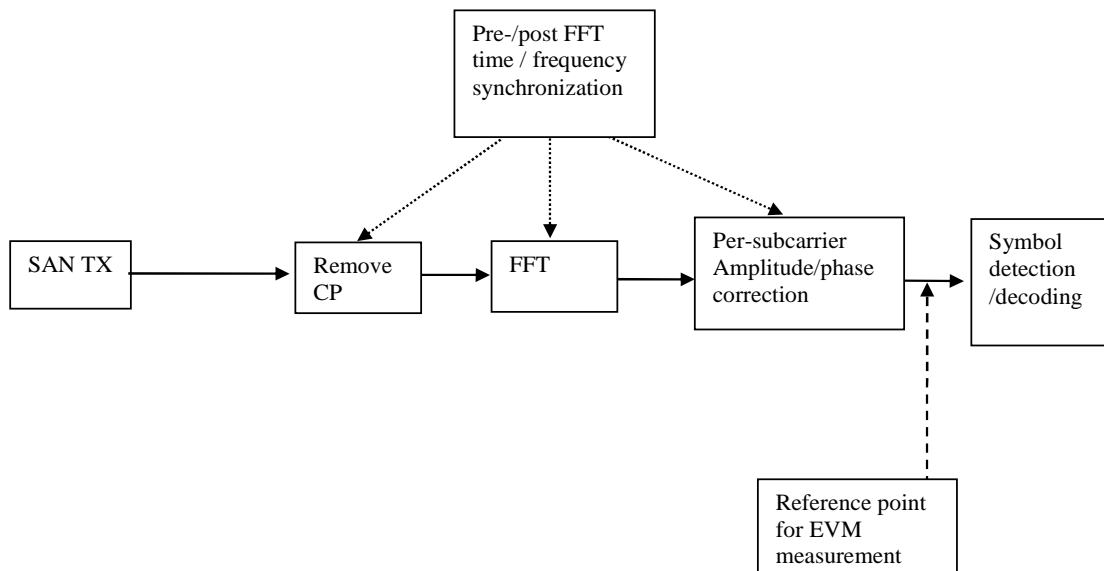 Pre-/post FFT
time / frequency
synchronization
SAN TX
Remove
CP
FFT
Per-subcarrier
Amplitude/phase
correction
Symbol
detection
/decoding
Reference point
for EVM
measurement